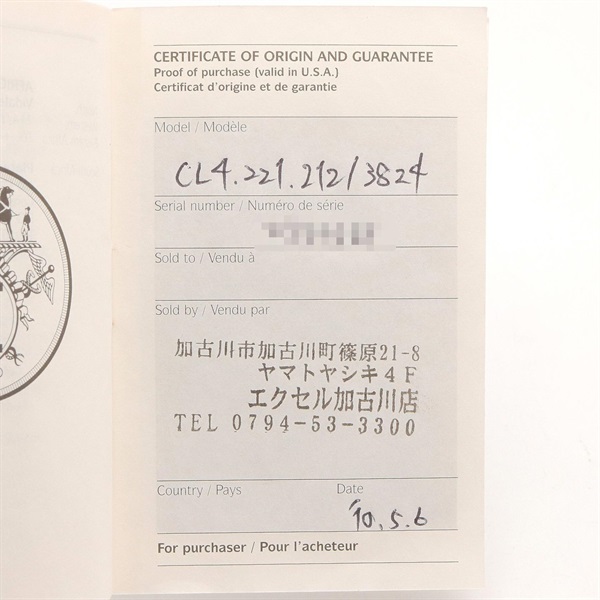 CERTIFICATE OF ORIGIN AND GUARANTEE
Proof of purchase (valid in U.S.A.)
Certificat d'origine et de garantie
Model / Modèle
CL4.221.212/3824
Serial number / Numéro de série
Sold to / Vendu à
Sold by / Vendu par
加古川市加古川町篠原21-8
ヤマトヤシキ4F
エクセル加古川店
TEL 0794-53-3300
Country / Pays Date
'10.5.6
For purchaser / Pour l'acheteur